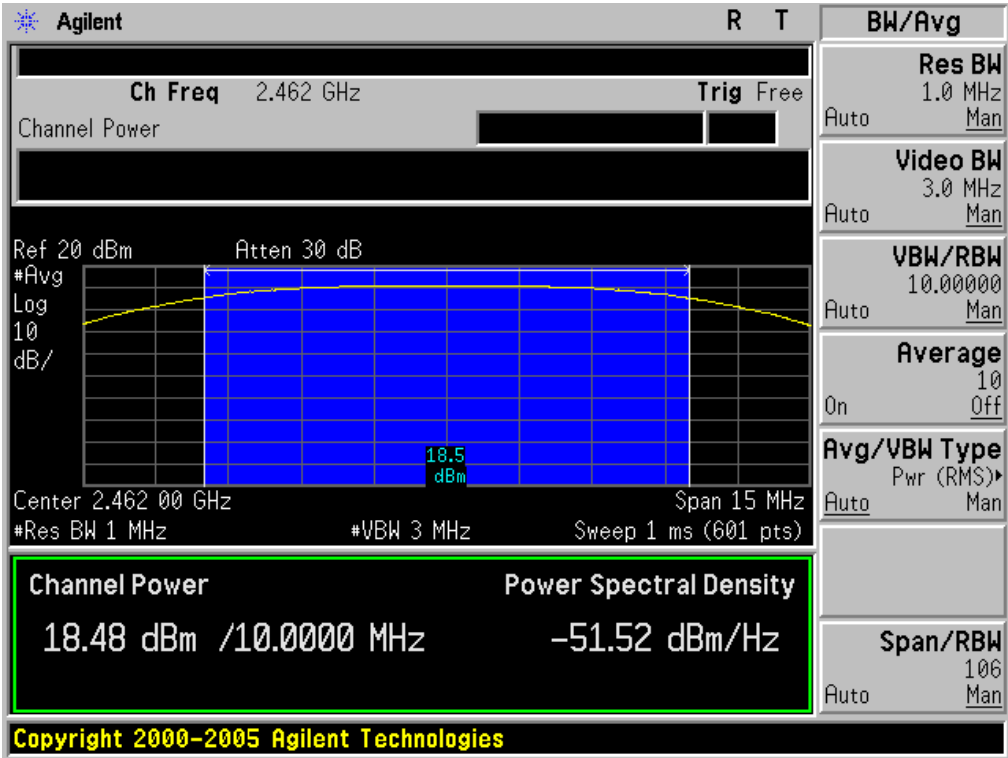 Agilent R T
Ch Freq 2.462 GHz Trig Free
Channel Power
Ref 20 dBm Atten 30 dB
#Avg
Log
10
dB/
18.5
dBm
Center 2.462 00 GHz Span 15 MHz
#Res BW 1 MHz #VBW 3 MHz Sweep 1 ms (601 pts)
Channel Power Power Spectral Density
18.48 dBm /10.0000 MHz -51.52 dBm/Hz
Copyright 2000-2005 Agilent Technologies
BW/Avg
Res BW
1.0 MHz
Auto Man
Video BW
3.0 MHz
Auto Man
VBW/RBW
10.00000
Auto Man
Average
10
On Off
Avg/VBW Type
Pwr (RMS)▸
Auto Man
Span/RBW
106
Auto Man